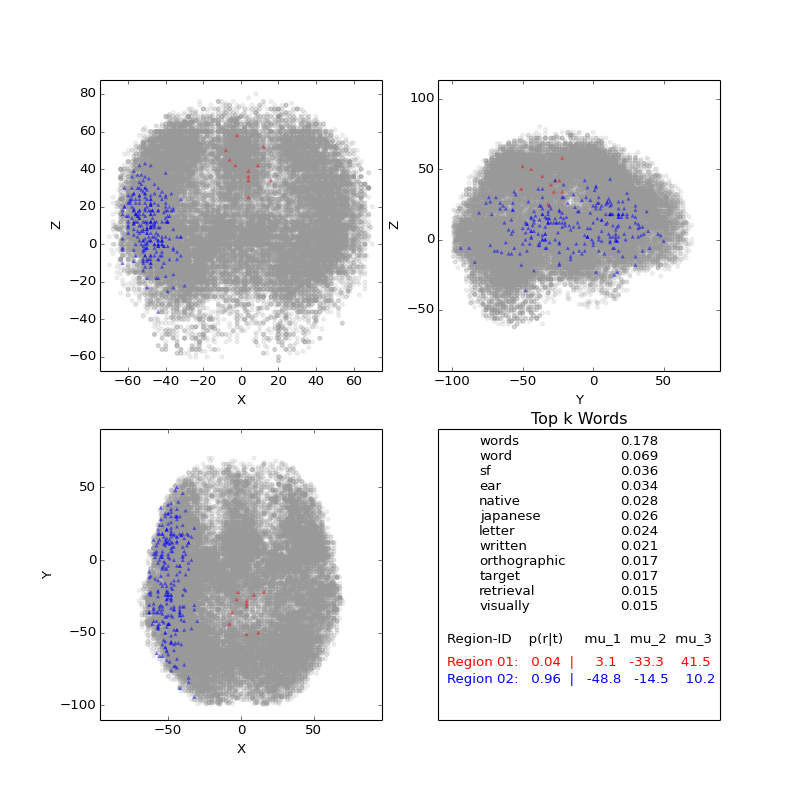 80
60
40
20
0
−20
−40
−60
Z
−60 −40 −20 0 20 40 60
X
100
50
0
−50
Z
−100 −50 0 50
Y
50
0
−50
−100
Y
−50 0 50
X
Top k Words
words 0.178
word 0.069
sf 0.036
ear 0.034
native 0.028
japanese 0.026
letter 0.024
written 0.021
orthographic 0.017
target 0.017
retrieval 0.015
visually 0.015
Region-ID p(r|t) mu_1 mu_2 mu_3
Region 01: 0.04 | 3.1 -33.3 41.5
Region 02: 0.96 | -48.8 -14.5 10.2